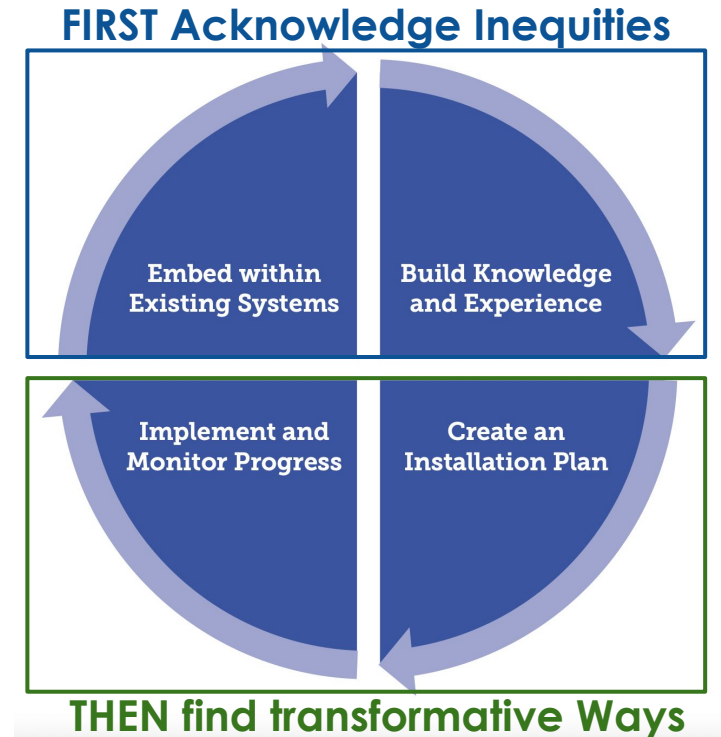 FIRST Acknowledge Inequities
Embed within
Existing Systems
Build Knowledge
and Experience
Implement and
Monitor Progress
Create an
Installation Plan
THEN find transformative Ways